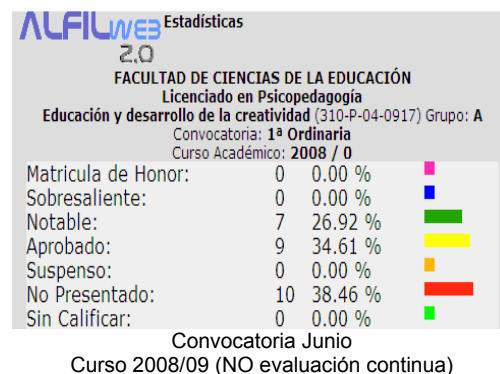 ALFILWEB Estadísticas
2.0
FACULTAD DE CIENCIAS DE LA EDUCACIÓN
Licenciado en Psicopedagogía
Educación y desarrollo de la creatividad (310-P-04-0917) Grupo: A
Convocatoria: 1ª Ordinaria
Curso Académico: 2008 / 0
Matricula de Honor: 0 0.00 %
Sobresaliente: 0 0.00 %
Notable: 7 26.92 %
Aprobado: 9 34.61 %
Suspenso: 0 0.00 %
No Presentado: 10 38.46 %
Sin Calificar: 0 0.00 %
Convocatoria Junio
Curso 2008/09 (NO evaluación continua)